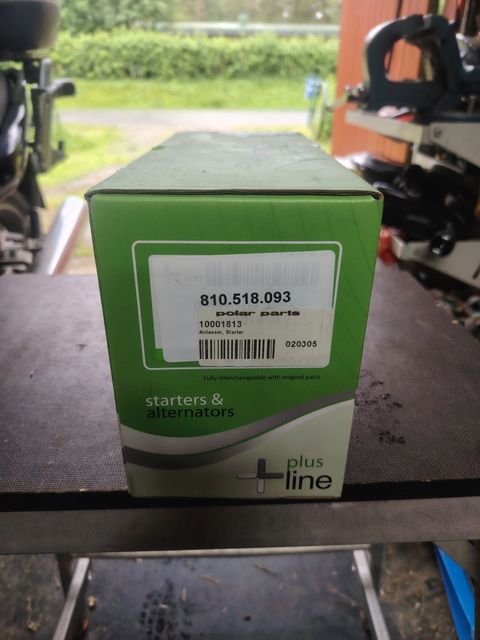 810.518.093
polar parts
10001813
Anlasser, Starter
020305
Fully interchangeable with original parts
starters &
alternators
plus
line